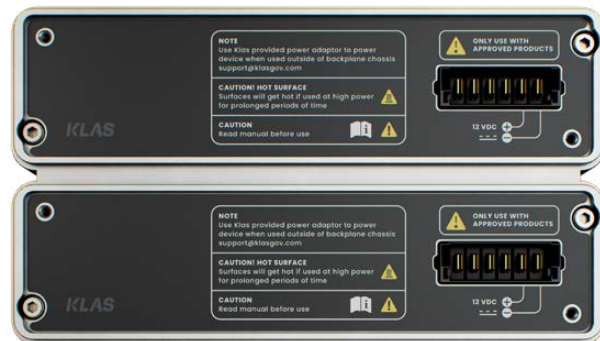 NOTE
Use Klas provided power adaptor to power
device when used outside of backplane chassis
support@klasgov.com
CAUTION! HOT SURFACE
Surfaces will get hot if used at high power
for prolonged periods of time
CAUTION
Read manual before use
KLAS
ONLY USE WITH
APPROVED PRODUCTS
12 VDC
NOTE
Use Klas provided power adaptor to power
device when used outside of backplane chassis
support@klasgov.com
CAUTION! HOT SURFACE
Surfaces will get hot if used at high power
for prolonged periods of time
CAUTION
Read manual before use
KLAS
ONLY USE WITH
APPROVED PRODUCTS
12 VDC